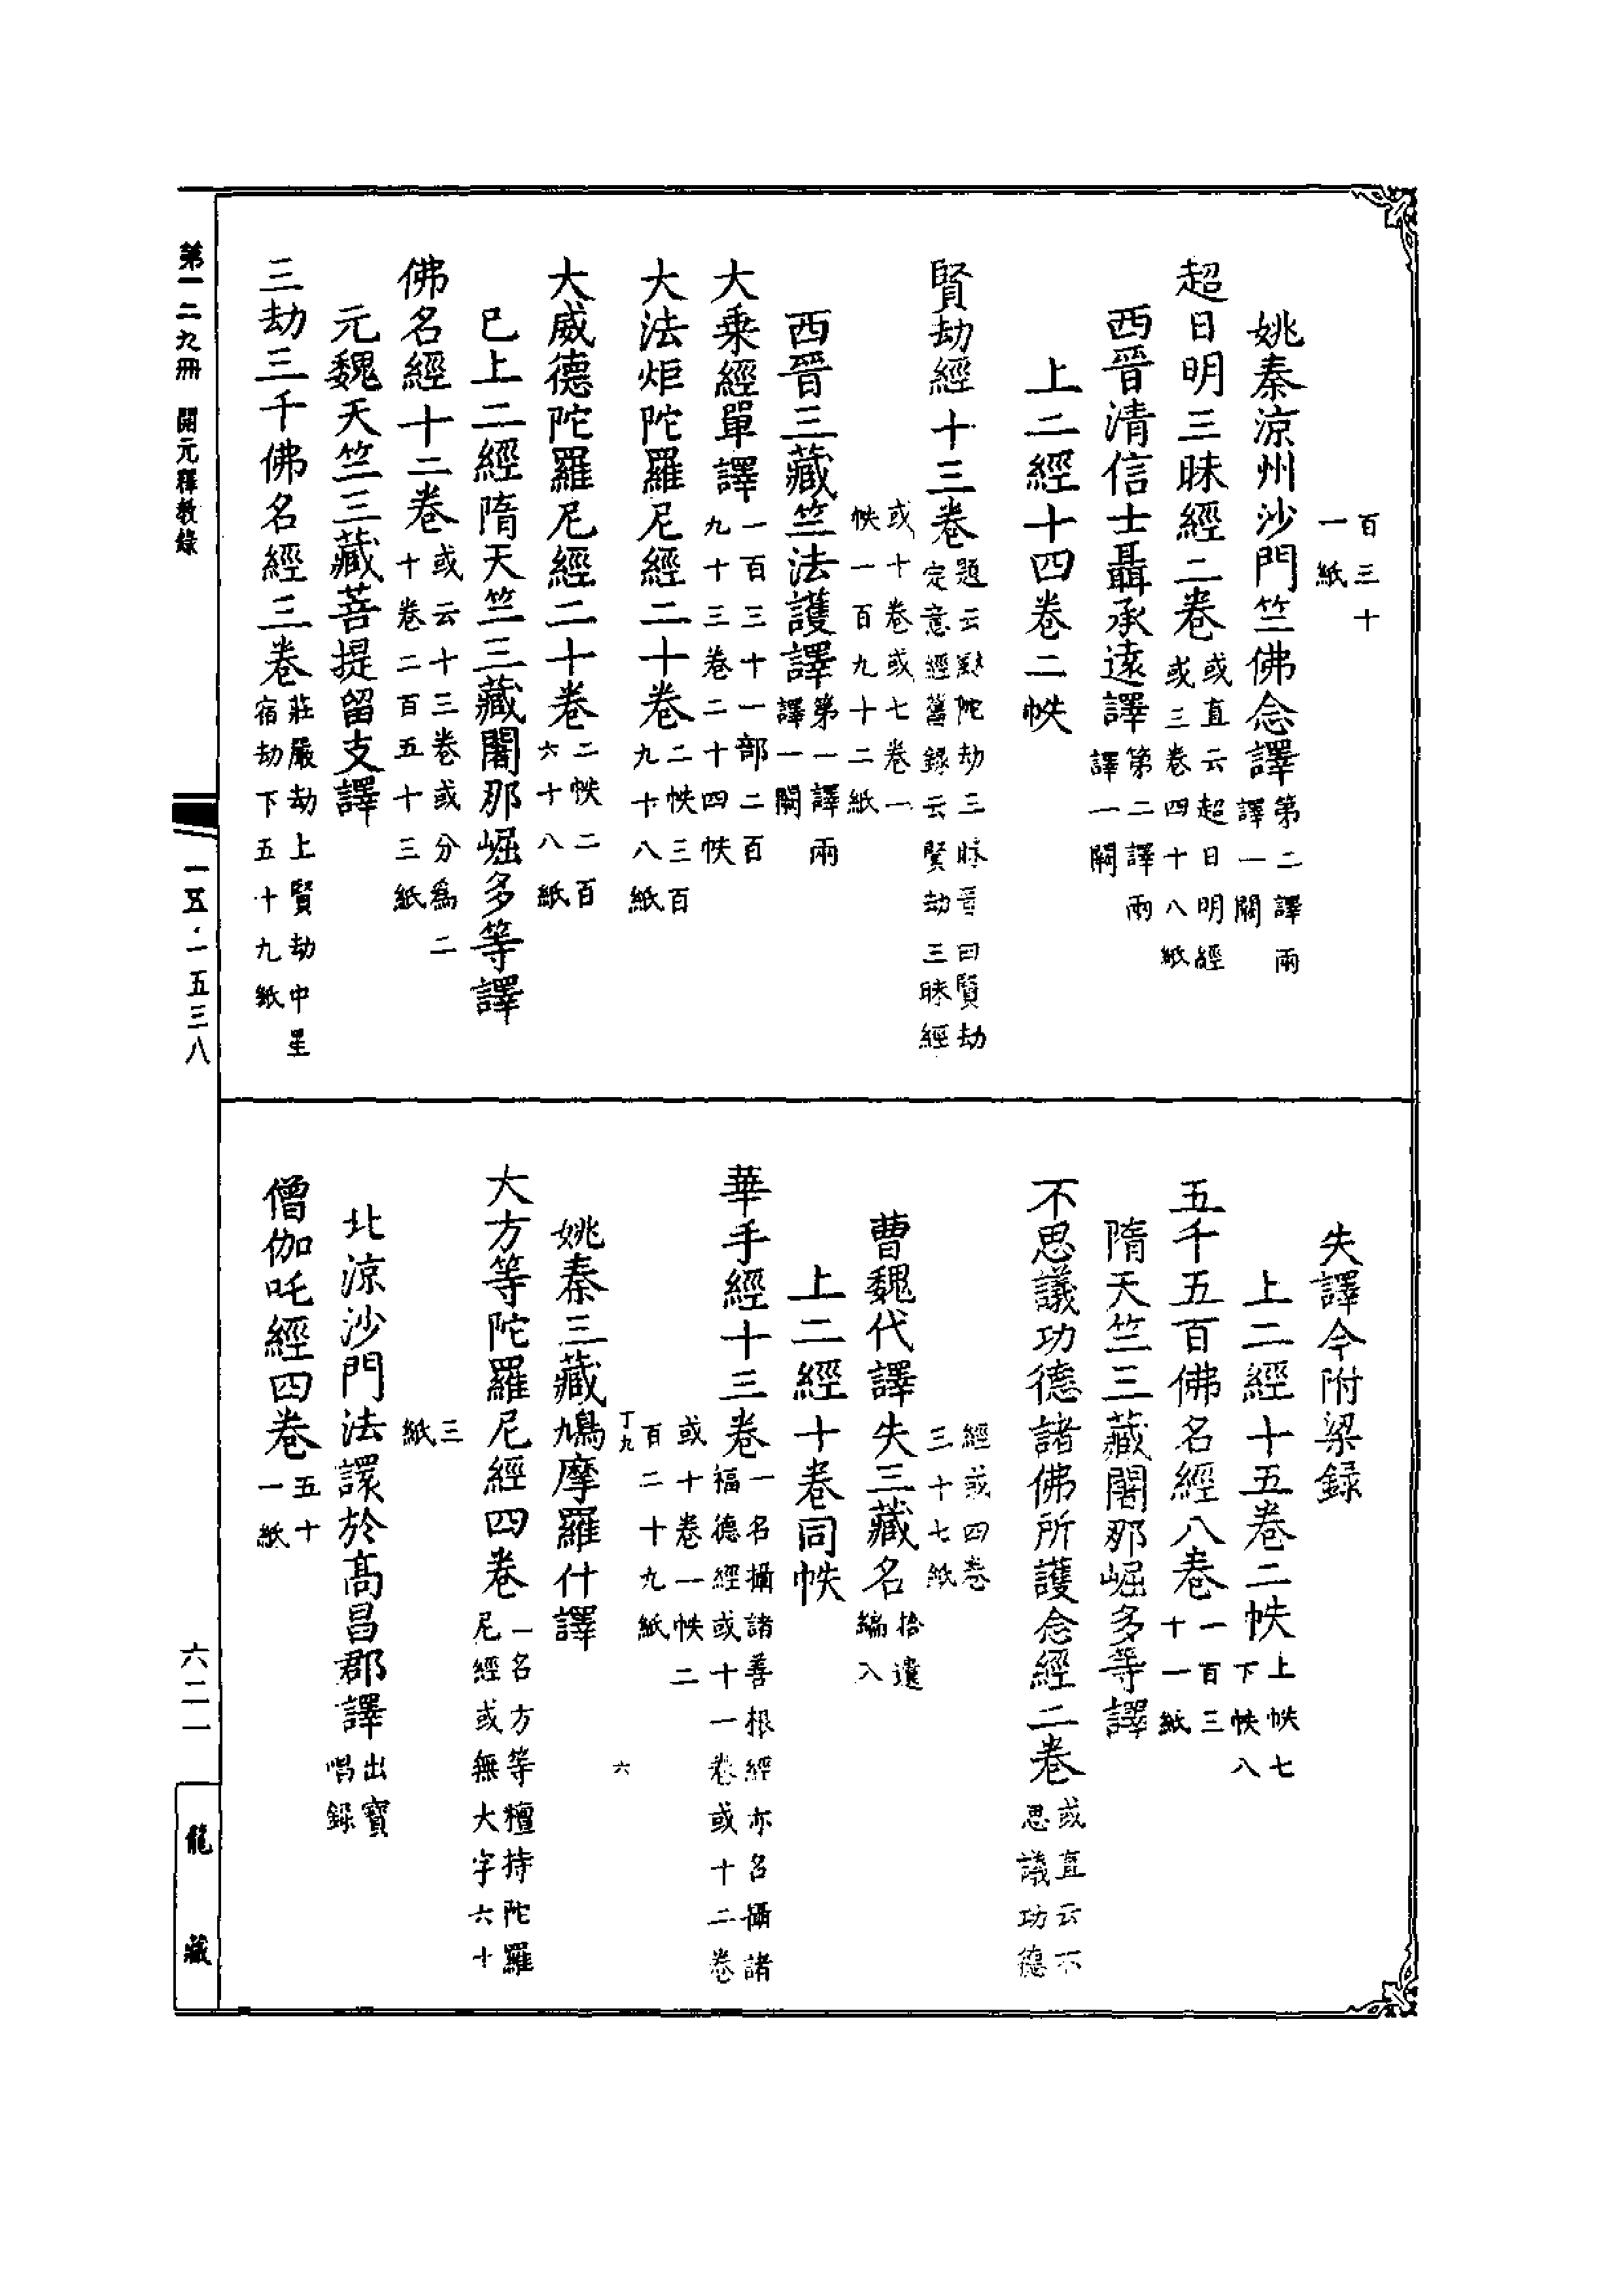 百三十
一紙
姚秦涼州沙門竺佛念譯第二譯兩譯一闕
超日明三昧經二卷或直云超日明經或三卷四十八紙
西晉清信士聶承遠譯第二譯兩譯一闕
上二經十四卷二帙
賢劫經十三卷題云颰陀劫三昧晉曰賢劫定意經舊錄云賢劫三昧經
或十卷或七卷一帙一百九十二紙
西晉三藏竺法護譯第一譯兩譯一闕
大乗經單譯一百三十一部二百九十三卷二十四帙
大法炬陀羅尼經二十卷二帙三百九十八紙
大威德陀羅尼經二十卷二帙二百六十八紙
已上二經隋天竺三藏闍那崛多等譯
佛名經十二卷或云十三卷或分爲二十卷二百五十三紙
元魏天竺三藏菩提留支譯
三劫三千佛名經三卷莊嚴劫上賢劫中星宿劫下五十九紙
失譯今附梁録
上二經十五卷二帙上帙七下帙八
五千五百佛名經八卷一百三十一紙
隋天竺三藏闍那崛多等譯
不思議功德諸佛所護念經二卷或直云不思議功德
經或四卷三十七紙
曹魏代譯失三藏名拾遺編入
上二經十卷同帙
華手經十三卷一名攝諸善根經亦名攝諸福德經或十一卷或十二卷
或十卷一帙二百二十九紙
丁九 六
姚秦三藏鳩摩羅什譯
大方等陀羅尼經四卷一名方等檀持陀羅尼經或無大字六十
三紙
北涼沙門法衆於髙昌郡譯出寶唱録
僧伽吒經四卷五十一紙
第一二九冊 開元釋教錄
一五·一五三八
六二一
龍藏